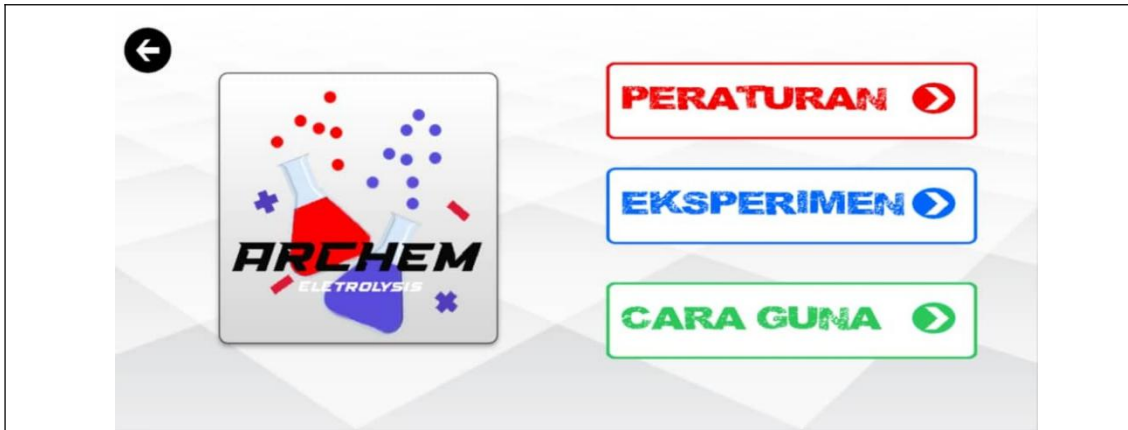 ARCHEM
ELETROLYSIS
PERATURAN
EKSPERIMEN
CARA GUNA